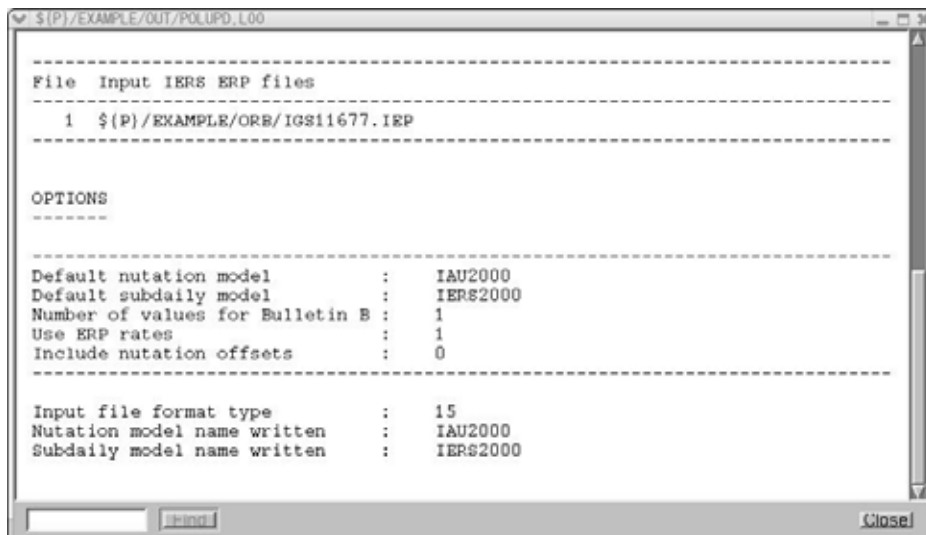 ${P}/EXAMPLE/OUT/POLUPD.L00
File Input IERS ERP files
1 ${P}/EXAMPLE/ORB/IGS11677.IEP
OPTIONS
Default nutation model : IAU2000
Default subdaily model : IERS2000
Number of values for Bulletin B : 1
Use ERP rates : 1
Include nutation offsets : 0
Input file format type : 15
Nutation model name written : IAU2000
Subdaily model name written : IERS2000
Find Close